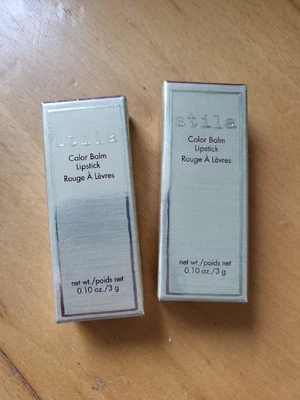 stila
Color Balm
Lipstick
Rouge À Lèvres
net wt./poids net
0.10 oz./3 g
stila
Color Balm
Lipstick
Rouge À Lèvres
net wt./poids net
0.10 oz./3 g